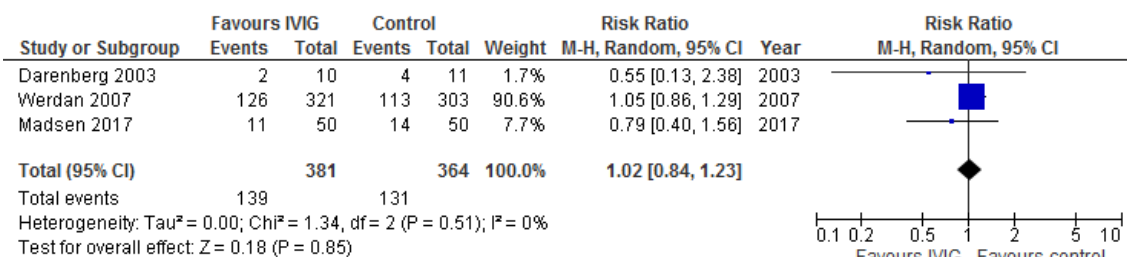 Favours IVIG Control Risk Ratio Risk Ratio
Study or Subgroup Events Total Events Total Weight M-H, Random, 95% CI Year M-H, Random, 95% CI
Darenberg 2003 2 10 4 11 1.7% 0.55 [0.13, 2.38] 2003
Werdan 2007 126 321 113 303 90.6% 1.05 [0.86, 1.29] 2007
Madsen 2017 11 50 14 50 7.7% 0.79 [0.40, 1.56] 2017
Total (95% CI) 381 364 100.0% 1.02 [0.84, 1.23]
Total events 139 131
Heterogeneity: Tau² = 0.00; Chi² = 1.34, df = 2 (P = 0.51); I² = 0%
Test for overall effect: Z = 0.18 (P = 0.85)
0.1 0.2 0.5 1 2 5 10
Favours IVIG Favours control